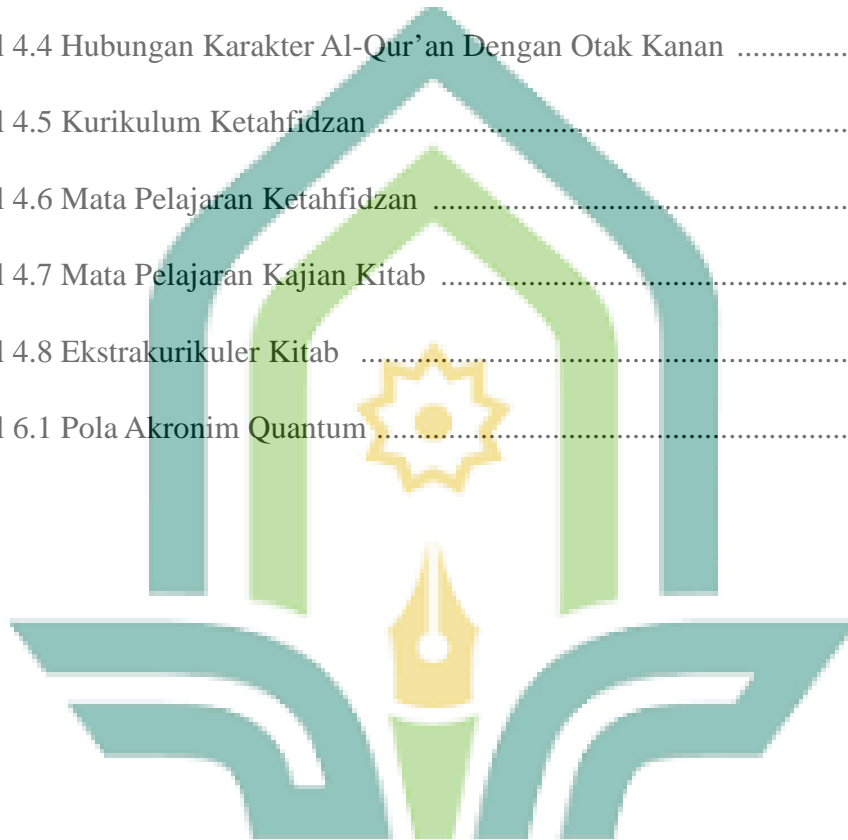 l 4.4 Hubungan Karakter Al-Qur’an Dengan Otak Kanan ..............
l 4.5 Kurikulum Ketahfidzan ............................................................
l 4.6 Mata Pelajaran Ketahfidzan .....................................................
l 4.7 Mata Pelajaran Kajian Kitab ....................................................
l 4.8 Ekstrakurikuler Kitab ..............................................................
l 6.1 Pola Akronim Quantum ............................................................